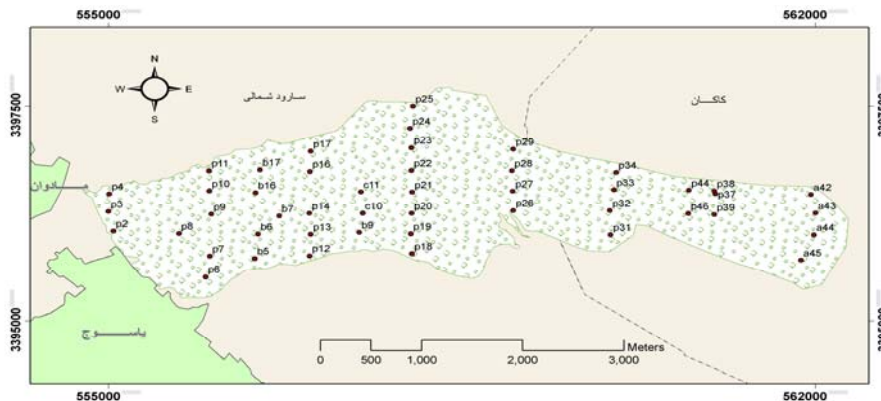 555000 562000
N
W E
S
3397500 3397500
سارود شمالی
کاکان
مادوان
یاسوج
p25
p24
p23
p17
p29
p11 b17 p16 p22 p28 p34
p4 p10 b16 c11 p21 p27 p33 p44 p38 p37 a42
p3 p9 b7 p14 c10 p20 p26 p32 p46 p39 a43
p2 p8 b6 p13 b9 p19 p31 a44
p7 b5 p12 p18 a45
p6
3395000 3395000
Meters
0 500 1,000 2,000 3,000
555000 562000